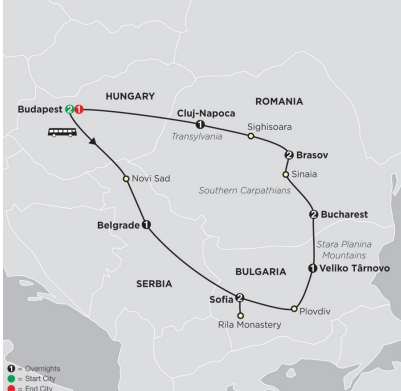 HUNGARY
ROMANIA
Budapest 2 1
Cluj-Napoca
1
Transylvania
Sighisoara
2 Brasov
Sinaia
Novi Sad
Southern Carpathians
2 Bucharest
Belgrade 1
Stara Planina
Mountains
BULGARIA
1 Veliko Târnovo
SERBIA
Sofia 2
Plovdiv
Rila Monastery
1 = Overnights
= Start City
= End City